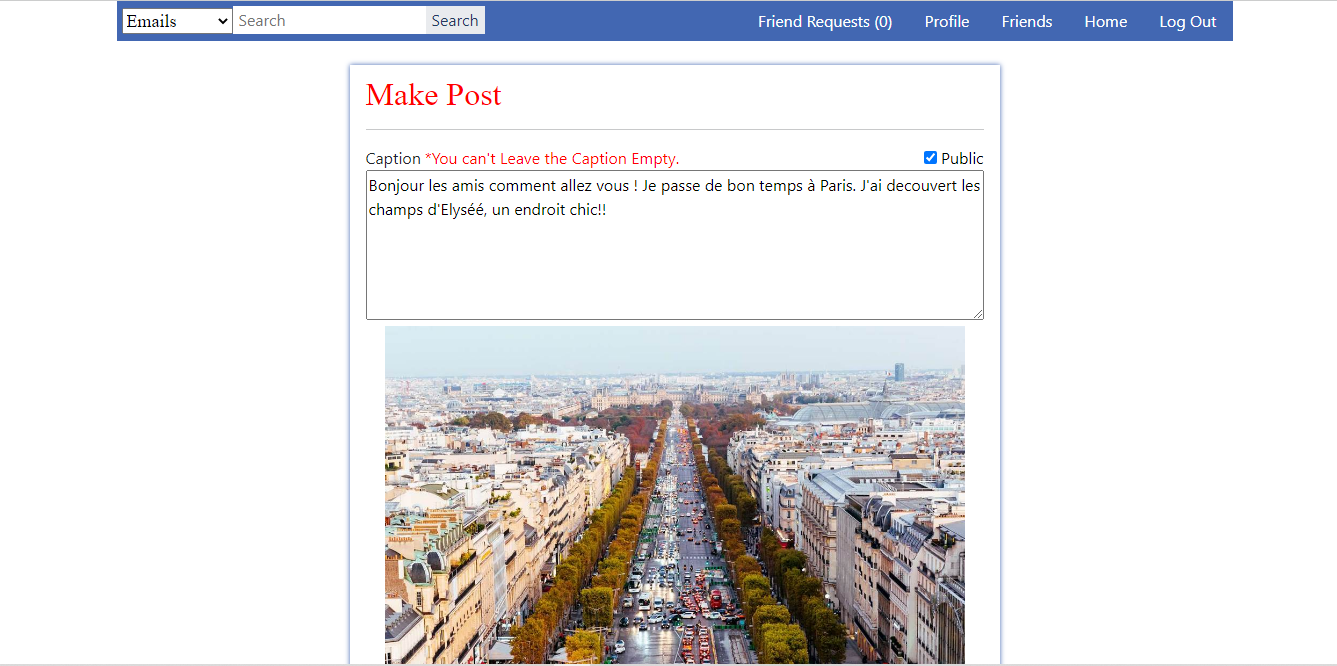 Emails Search Search Friend Requests (0) Profile Friends Home Log Out
Make Post
Caption *You can't Leave the Caption Empty. Public
Bonjour les amis comment allez vous ! Je passe de bon temps à Paris. J'ai decouvert les
champs d'Elyséé, un endroit chic!!